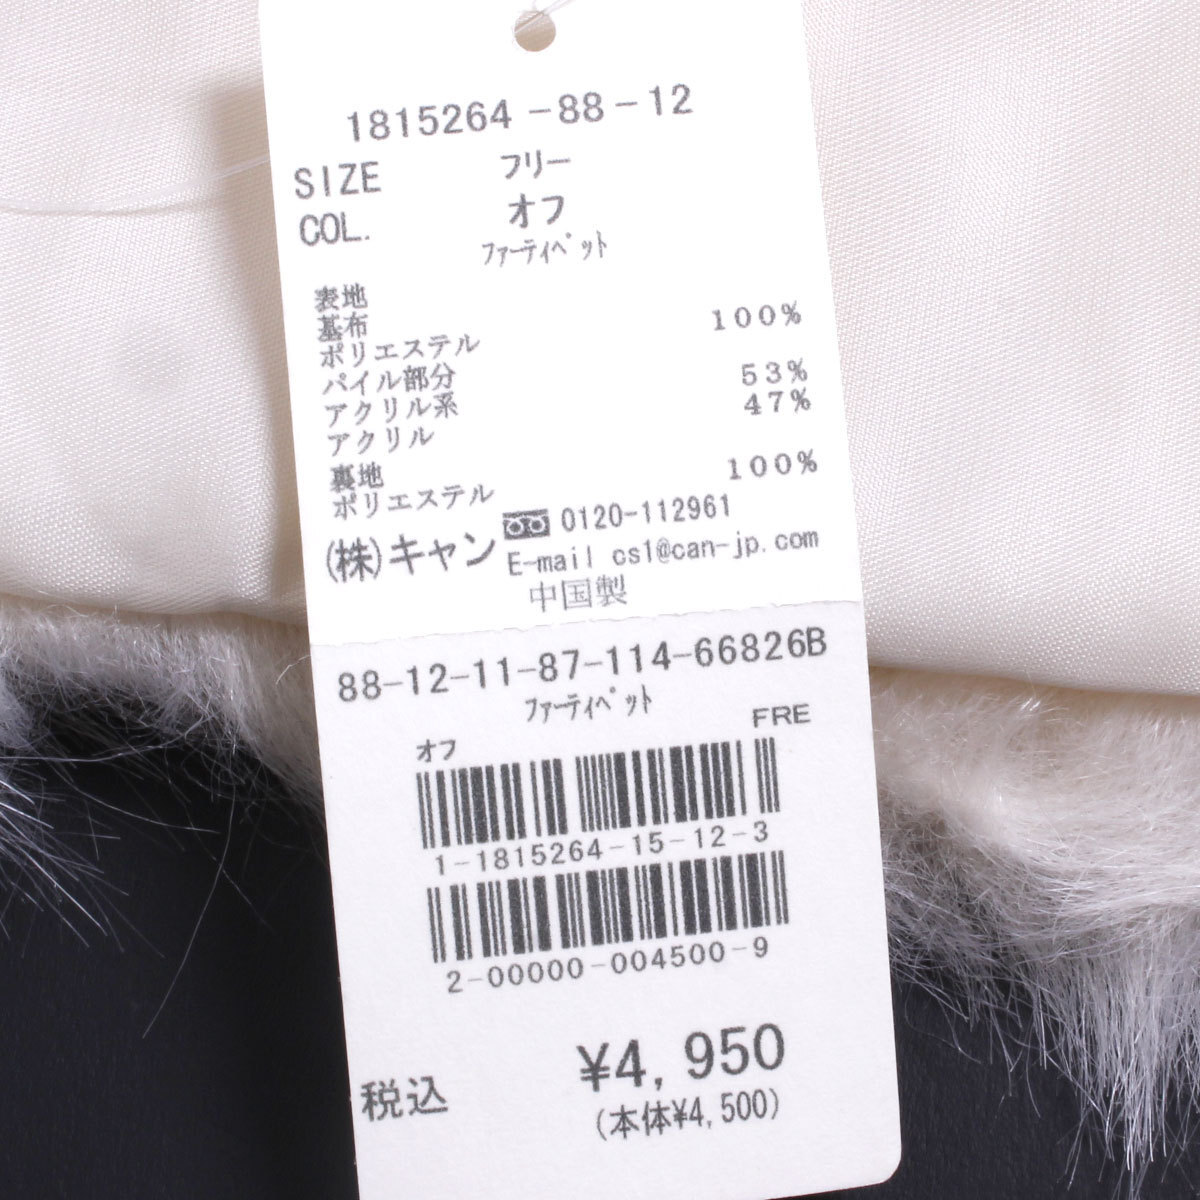 1815264-88-12
SIZE フリー
COL. オフ
ファーティペット
表地
基布
ポリエステル 100%
パイル部分
アクリル系 53%
アクリル 47%
裏地
ポリエステル 100%
(株)キャン 0120-112961
E-mail cs1@can-jp.com
中国製
88-12-11-87-114-66826B
ファーティペット
オフ FRE
1-1815264-15-12-3
2-00000-004500-9
¥4,950
税込 (本体¥4,500)